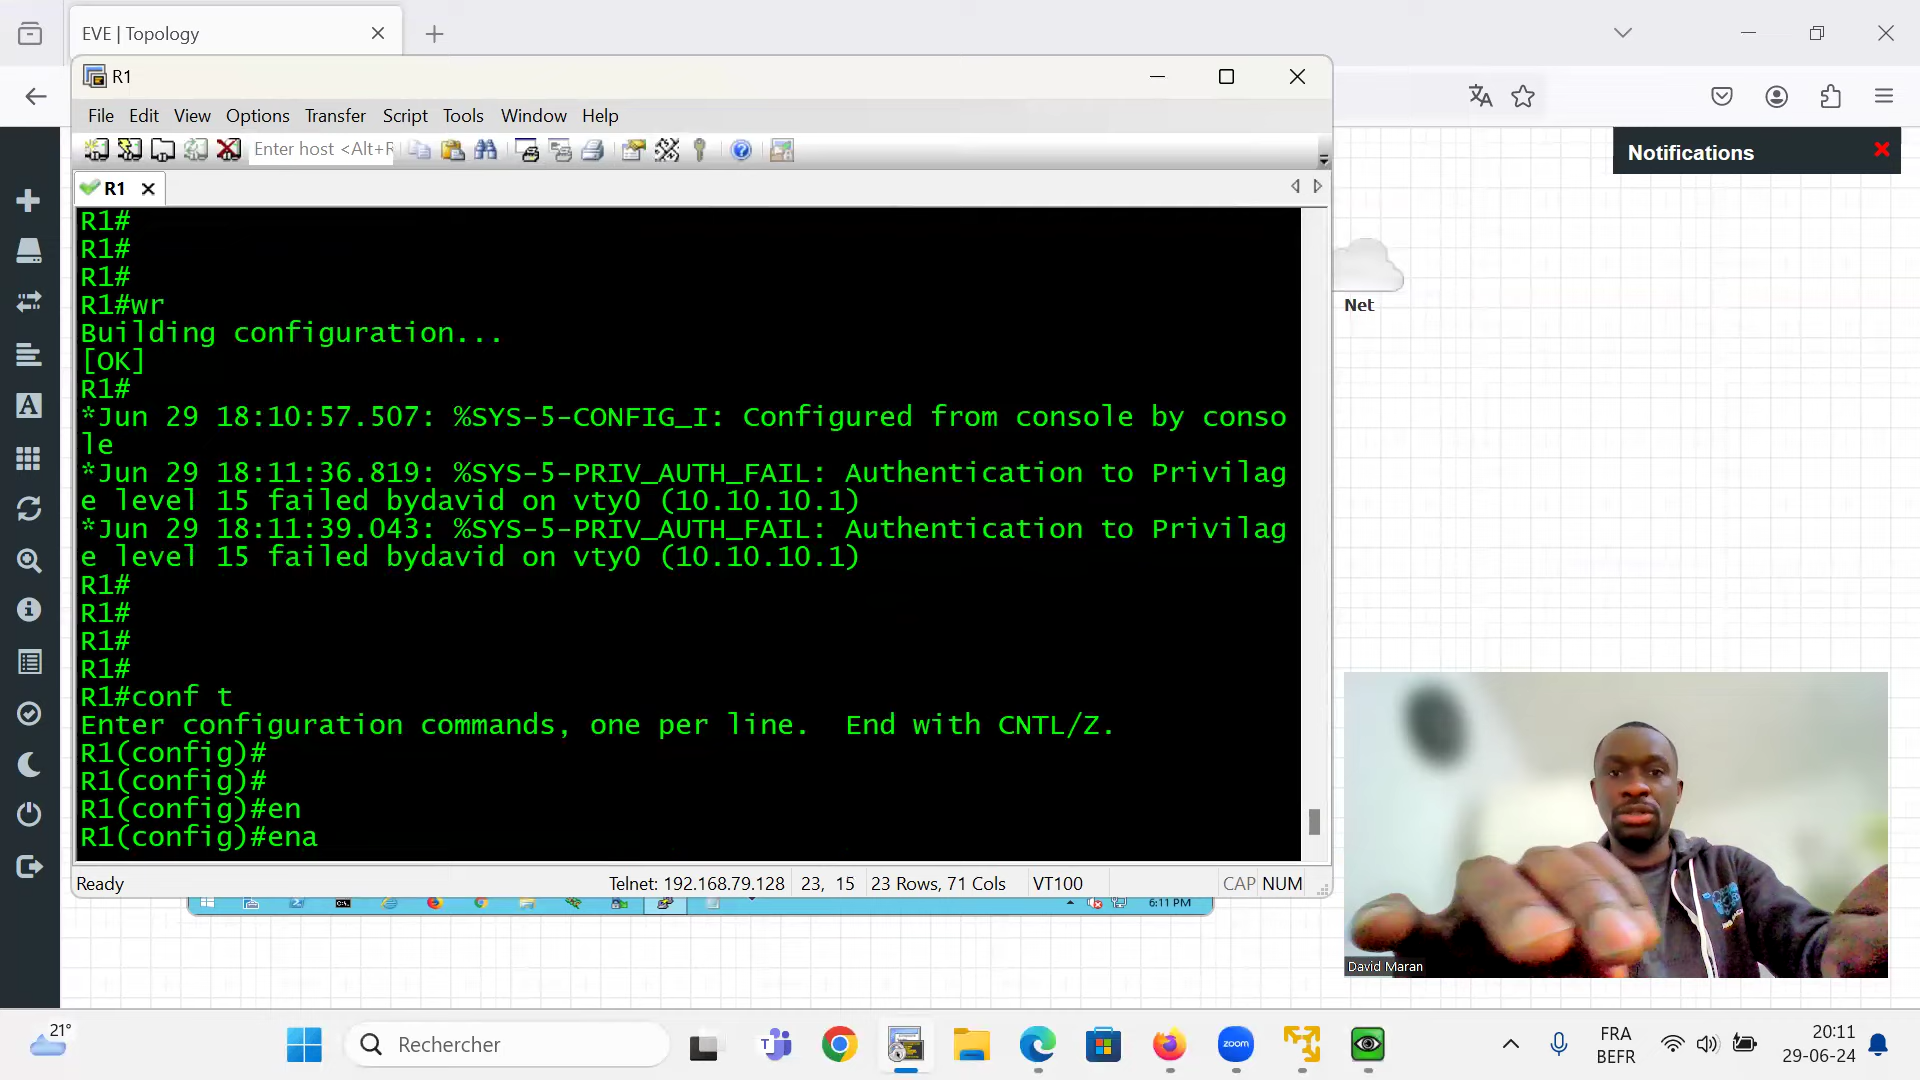 EVE | Topology
R1
File Edit View Options Transfer Script Tools Window Help
Enter host <Alt+R
Notifications
R1
R1#
R1#
R1#
R1#wr
Building configuration...
[OK]
R1#
*Jun 29 18:10:57.507: %SYS-5-CONFIG_I: Configured from console by conso
le
*Jun 29 18:11:36.819: %SYS-5-PRIV_AUTH_FAIL: Authentication to Privilag
e level 15 failed bydavid on vty0 (10.10.10.1)
*Jun 29 18:11:39.043: %SYS-5-PRIV_AUTH_FAIL: Authentication to Privilag
e level 15 failed bydavid on vty0 (10.10.10.1)
R1#
R1#
R1#
R1#
R1#conf t
Enter configuration commands, one per line.  End with CNTL/Z.
R1(config)#
R1(config)#
R1(config)#en
R1(config)#ena
Net
Ready Telnet: 192.168.79.128 23, 15 23 Rows, 71 Cols VT100 CAP NUM
6:11 PM
David Maran
21°
Rechercher
zoom
FRA
BEFR
20:11
29-06-24